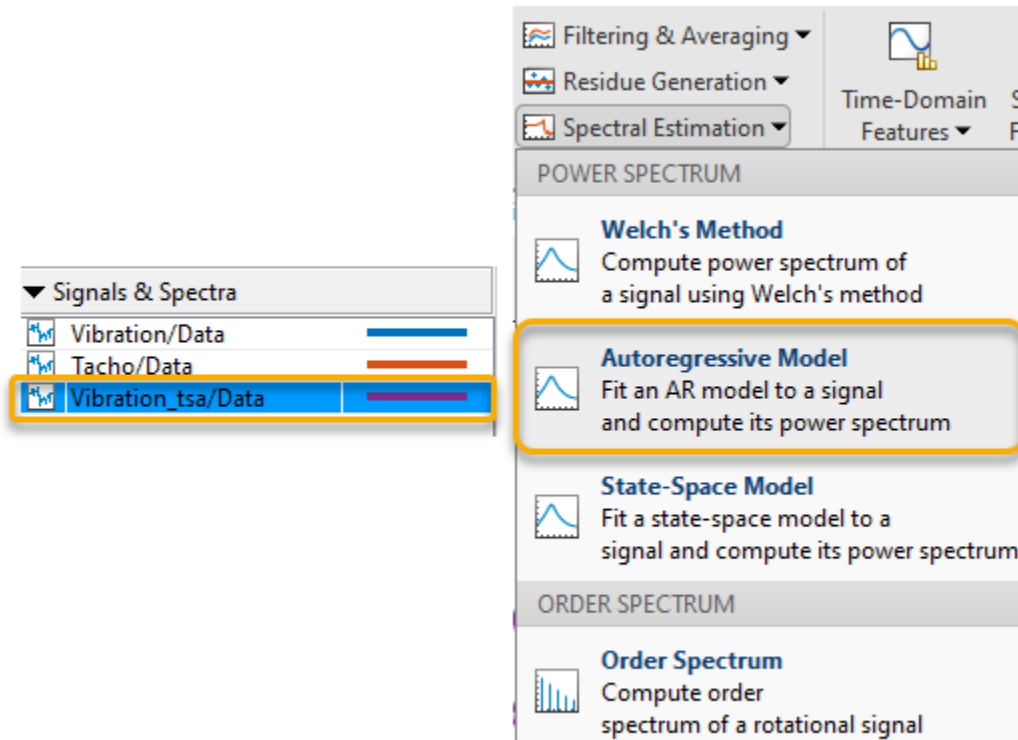 Filtering & Averaging
Residue Generation
Spectral Estimation
Time-Domain
Features
POWER SPECTRUM
Welch's Method
Compute power spectrum of
a signal using Welch's method
Autoregressive Model
Fit an AR model to a signal
and compute its power spectrum
State-Space Model
Fit a state-space model to a
signal and compute its power spectrum
ORDER SPECTRUM
Order Spectrum
Compute order
spectrum of a rotational signal
Signals & Spectra
Vibration/Data
Tacho/Data
Vibration_tsa/Data